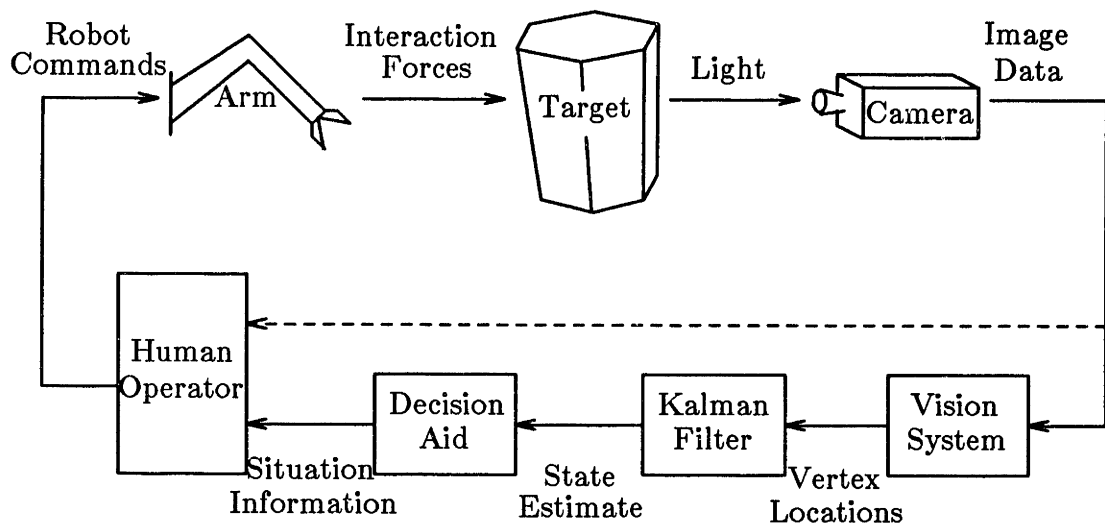 Robot
Commands
Arm
Interaction
Forces
Target
Light
Camera
Image
Data
Human
Operator
Decision
Aid
Kalman
Filter
Vision
System
Situation
Information
State
Estimate
Vertex
Locations